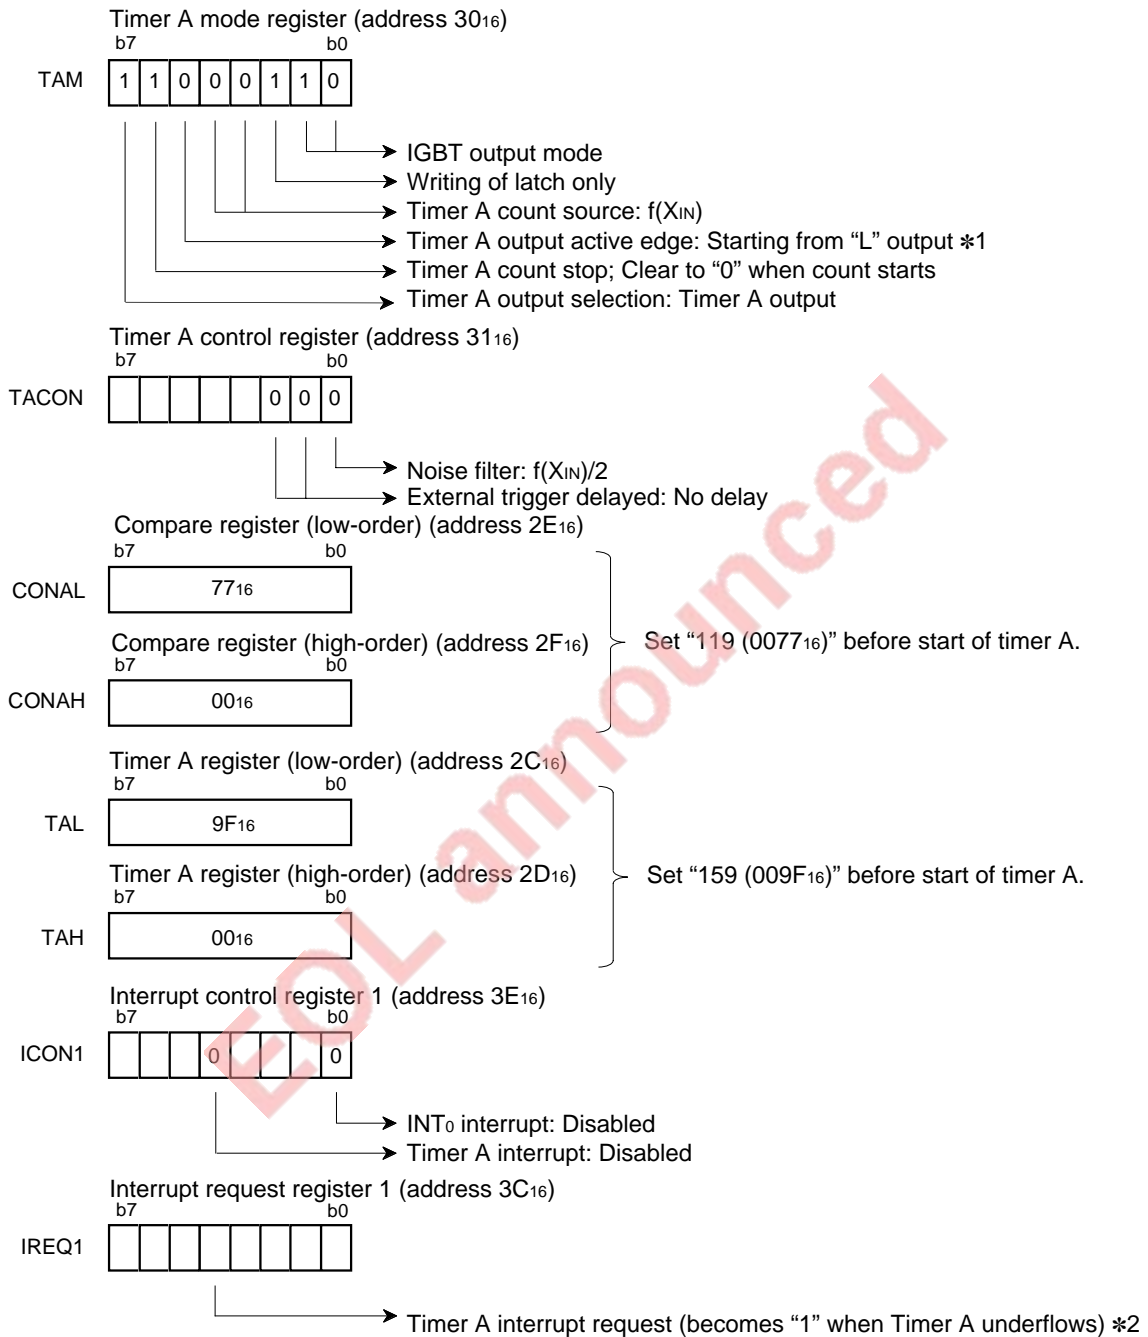 Timer A mode register (address 3016)
b7 b0
TAM 1 1 0 0 0 1 1 0
IGBT output mode
Writing of latch only
Timer A count source: f(XIN)
Timer A output active edge: Starting from “L” output ✻1
Timer A count stop; Clear to “0” when count starts
Timer A output selection: Timer A output
Timer A control register (address 3116)
b7 b0
TACON 0 0 0
Noise filter: f(XIN)/2
External trigger delayed: No delay
Compare register (low-order) (address 2E16)
b7 b0
CONAL 7716
Compare register (high-order) (address 2F16)
Set “119 (007716)” before start of timer A.
b7 b0
CONAH 0016
Timer A register (low-order) (address 2C16)
b7 b0
TAL 9F16
Timer A register (high-order) (address 2D16)
Set “159 (009F16)” before start of timer A.
b7 b0
TAH 0016
Interrupt control register 1 (address 3E16)
b7 b0
ICON1 0 0
INT0 interrupt: Disabled
Timer A interrupt: Disabled
Interrupt request register 1 (address 3C16)
b7 b0
IREQ1
Timer A interrupt request (becomes “1” when Timer A underflows) ✻2
EOL announced